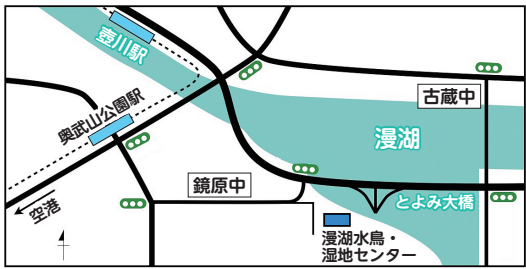 壺川駅
奥武山公園駅
古蔵中
漫湖
鏡原中
とよみ大橋
空港
漫湖水鳥・
湿地センター